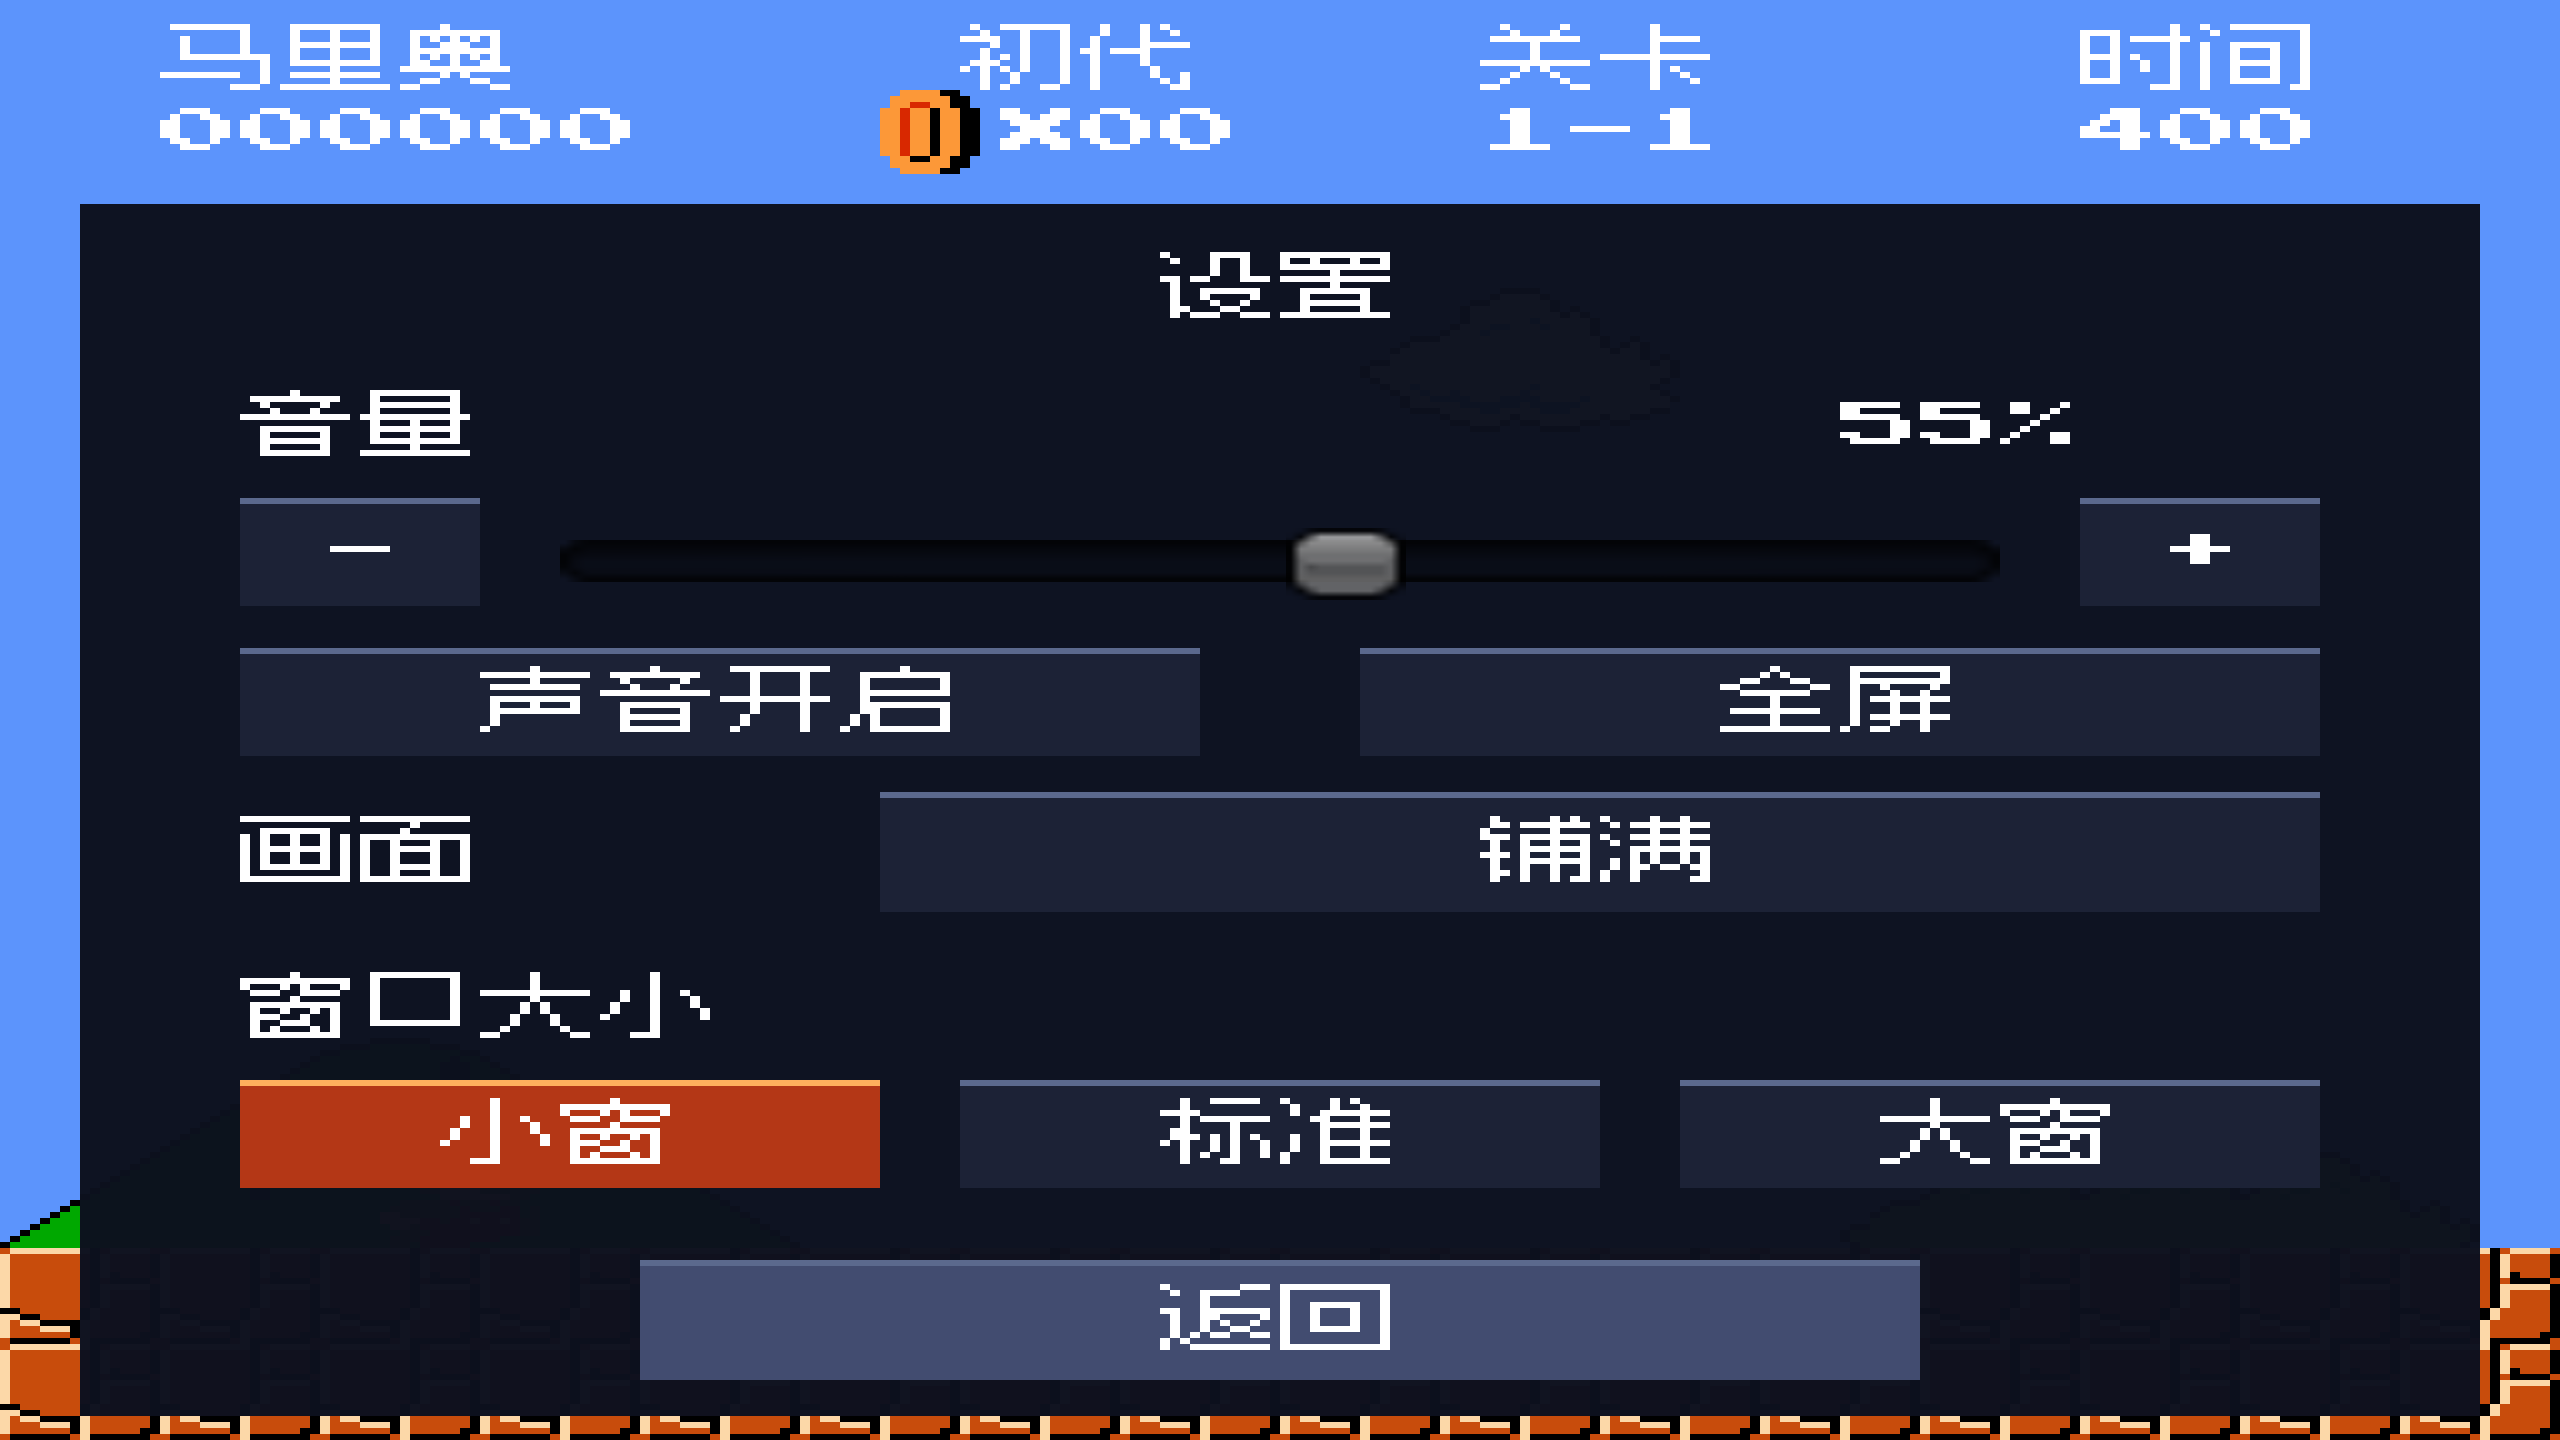 马里奥 初代 关卡 时间
000000 ×00 1-1 400
设置
音量 55%
- +
声音开启 全屏
画面 铺满
窗口大小
小窗 标准 大窗
返回